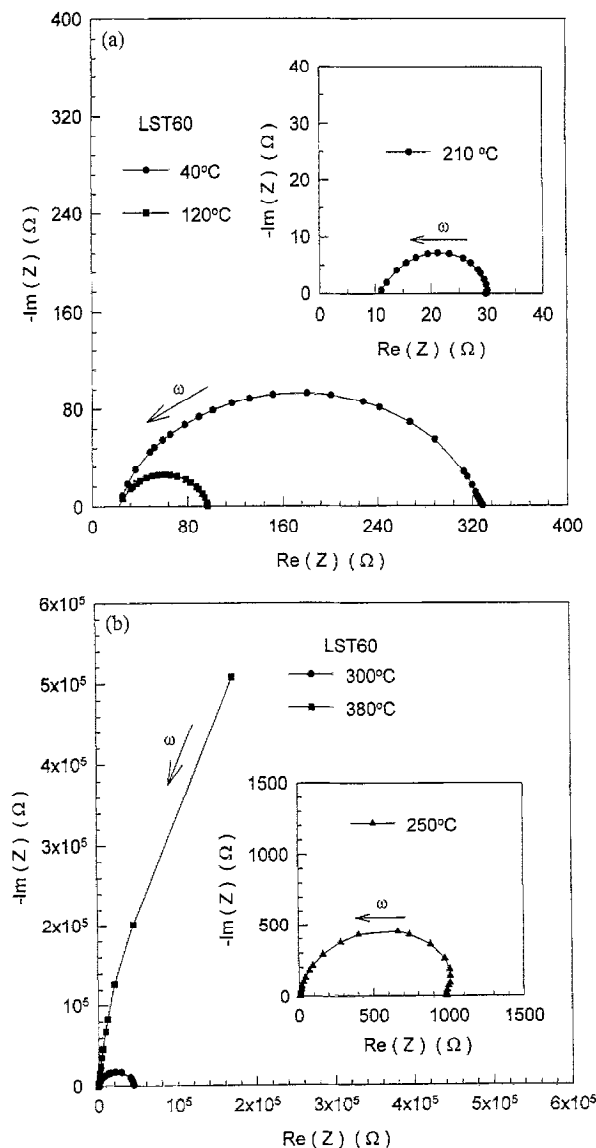 (a)
400
320
240
160
80
0
-Im(Z) (Ω)
LST60
40°C
120°C
ω
0 80 160 240 320 400
Re(Z) (Ω)
40
30
20
10
0
-Im(Z) (Ω)
210 °C
ω
0 10 20 30 40
Re(Z) (Ω)
(b)
6x10⁵
5x10⁵
4x10⁵
3x10⁵
2x10⁵
10⁵
0
-Im(Z) (Ω)
LST60
300°C
380°C
ω
0 10⁵ 2x10⁵ 3x10⁵ 4x10⁵ 5x10⁵ 6x10⁵
Re(Z) (Ω)
1500
1000
500
0
-Im(Z) (Ω)
250°C
ω
0 500 1000 1500
Re(Z) (Ω)